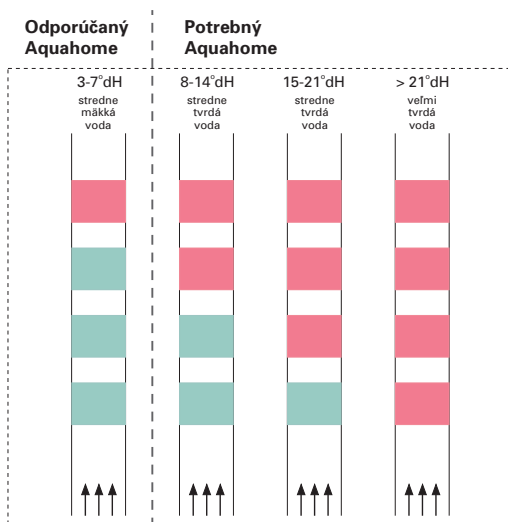 Odporúčaný
Aquahome
Potrebný
Aquahome
3-7°dH
stredne
mäkká
voda
8-14°dH
stredne
tvrdá
voda
15-21°dH
stredne
tvrdá
voda
> 21°dH
veľmi
tvrdá
voda